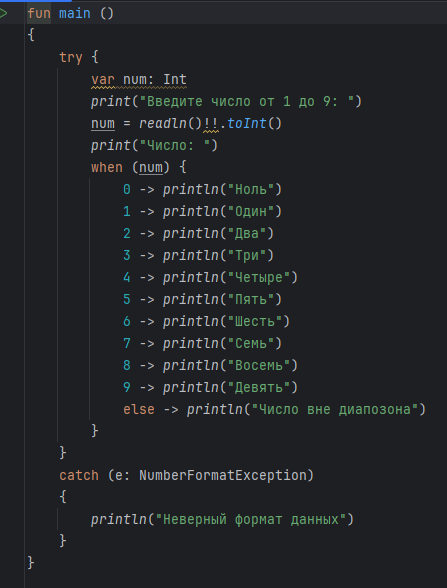 fun main ()
{
    try {
        var num: Int
        print("Введите число от 1 до 9: ")
        num = readln()!!.toInt()
        print("Число: ")
        when (num) {
            0 -> println("Ноль")
            1 -> println("Один")
            2 -> println("Два")
            3 -> println("Три")
            4 -> println("Четыре")
            5 -> println("Пять")
            6 -> println("Шесть")
            7 -> println("Семь")
            8 -> println("Восемь")
            9 -> println("Девять")
            else -> println("Число вне диапозона")
        }
    }
    catch (e: NumberFormatException)
    {
        println("Неверный формат данных")
    }
}